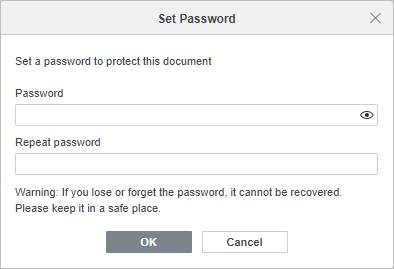 Set Password
Set a password to protect this document
Password
Repeat password
Warning: If you lose or forget the password, it cannot be recovered.
Please keep it in a safe place.
OK
Cancel